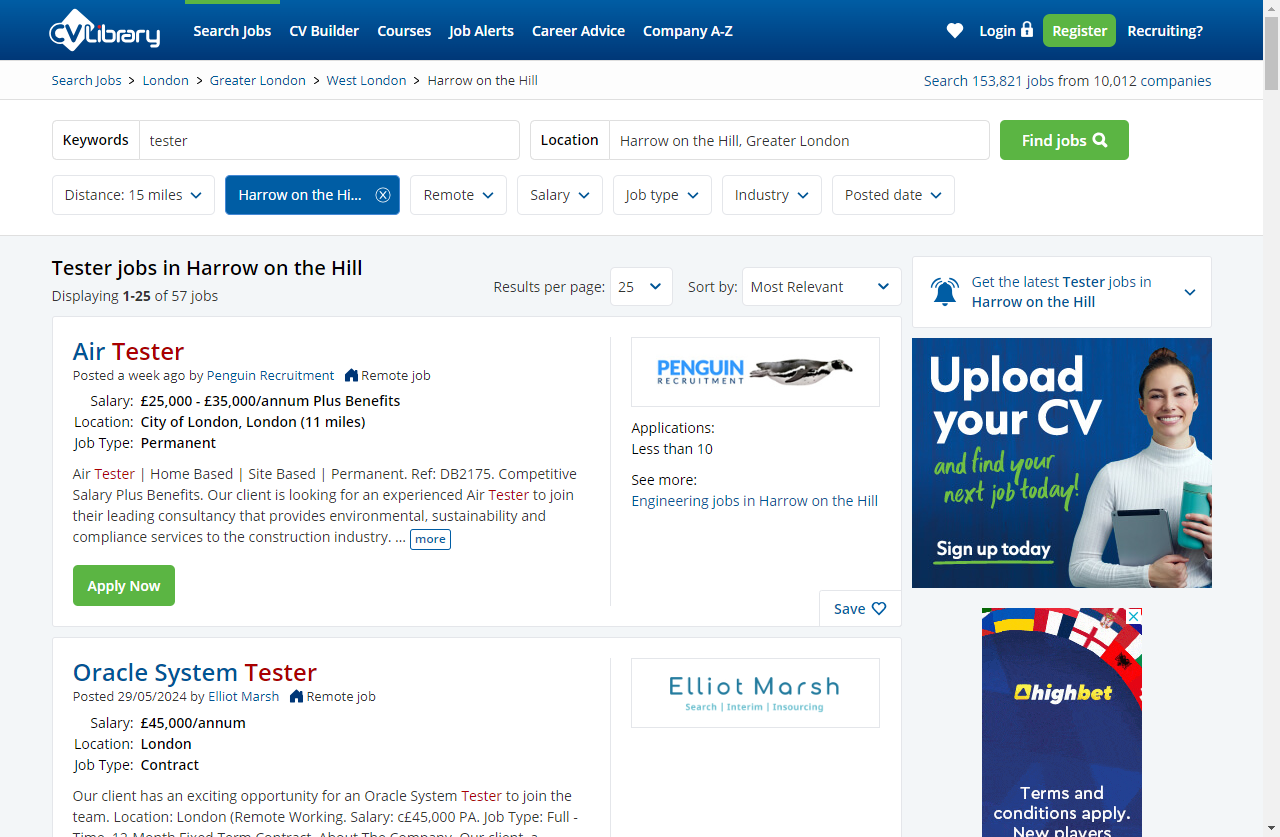 CVLibrary
Search Jobs CV Builder Courses Job Alerts Career Advice Company A-Z Login Register Recruiting?
Search Jobs > London > Greater London > West London > Harrow on the Hill
Search 153,821 jobs from 10,012 companies
Keywords tester Location Harrow on the Hill, Greater London Find jobs
Distance: 15 miles Harrow on the Hi... Remote Salary Job type Industry Posted date
Tester jobs in Harrow on the Hill
Displaying 1-25 of 57 jobs
Results per page: 25 Sort by: Most Relevant
Air Tester
Posted a week ago by Penguin Recruitment Remote job
Salary: £25,000 - £35,000/annum Plus Benefits
Location: City of London, London (11 miles)
Job Type: Permanent
Air Tester | Home Based | Site Based | Permanent. Ref: DB2175. Competitive
Salary Plus Benefits. Our client is looking for an experienced Air Tester to join
their leading consultancy that provides environmental, sustainability and
compliance services to the construction industry. ... more
Apply Now
PENGUIN
RECRUITMENT
Applications:
Less than 10
See more:
Engineering jobs in Harrow on the Hill
Save
Oracle System Tester
Posted 29/05/2024 by Elliot Marsh Remote job
Salary: £45,000/annum
Location: London
Job Type: Contract
Our client has an exciting opportunity for an Oracle System Tester to join the
team. Location: London (Remote Working. Salary: c£45,000 PA. Job Type: Full -
Time, 12 Month Fixed Term Contract. About The Company: Our client, a
Elliot Marsh
Search | Interim | Insourcing
Get the latest Tester jobs in
Harrow on the Hill
Upload
your CV
and find your
next job today!
Sign up today
highbet
Terms and
conditions apply.
New players